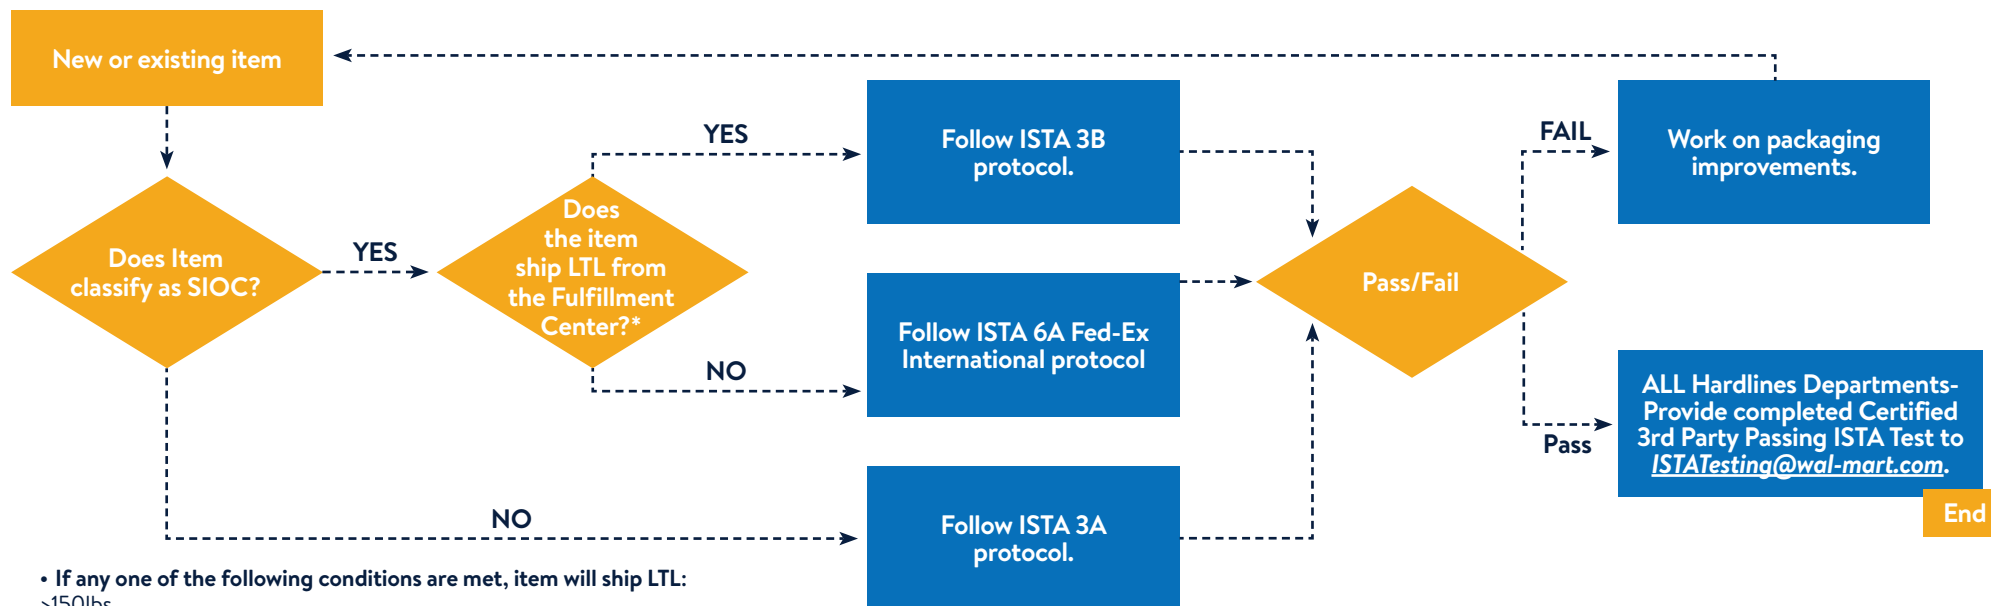 New or existing item
Does Item
classify as SIOC?
YES
Does
the item
ship LTL from
the Fulfillment
Center?*
YES
NO
NO
Follow ISTA 3B
protocol.
Follow ISTA 6A Fed-Ex
International protocol
Follow ISTA 3A
protocol.
Pass/Fail
FAIL
Work on packaging
improvements.
Pass
ALL Hardlines Departments-
Provide completed Certified
3rd Party Passing ISTA Test to
ISTATesting@wal-mart.com.
End
• If any one of the following conditions are met, item will ship LTL:
>150lbs